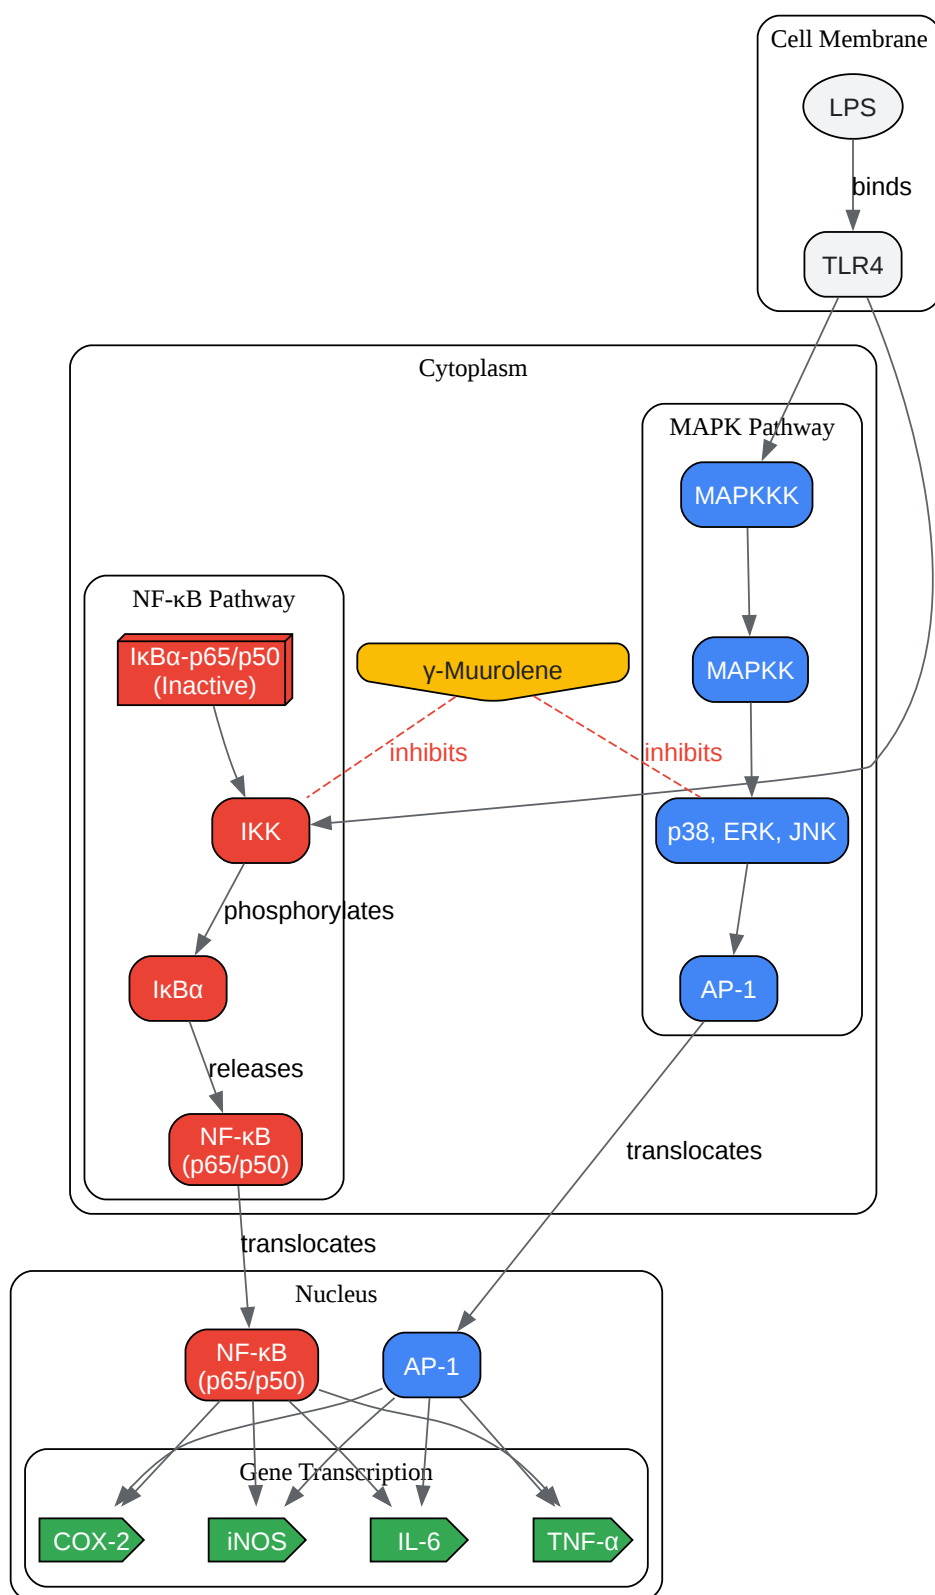 Cell Membrane
LPS
binds
TLR4
Cytoplasm
MAPK Pathway
MAPKKK
NF-κB Pathway
IκBα-p65/p50
(Inactive)
γ-Muurolene
MAPKK
inhibits
inhibits
IKK
p38, ERK, JNK
phosphorylates
IκBα
AP-1
releases
NF-κB
(p65/p50)
translocates
translocates
Nucleus
NF-κB
(p65/p50)
AP-1
Gene Transcription
COX-2
iNOS
IL-6
TNF-α